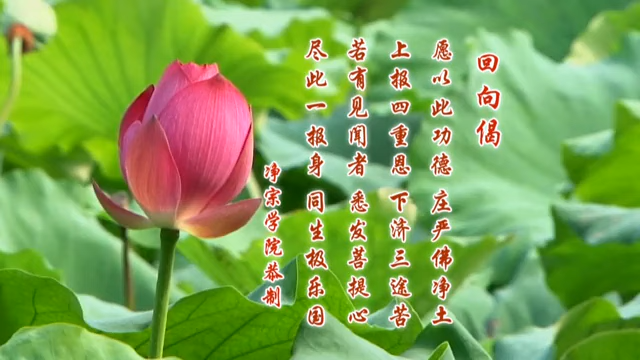 回向偈
愿以此功德 庄严佛净土
上报四重恩 下济三途苦
若有见闻者 悉发菩提心
尽此一报身 同生极乐国
净宗学院恭制